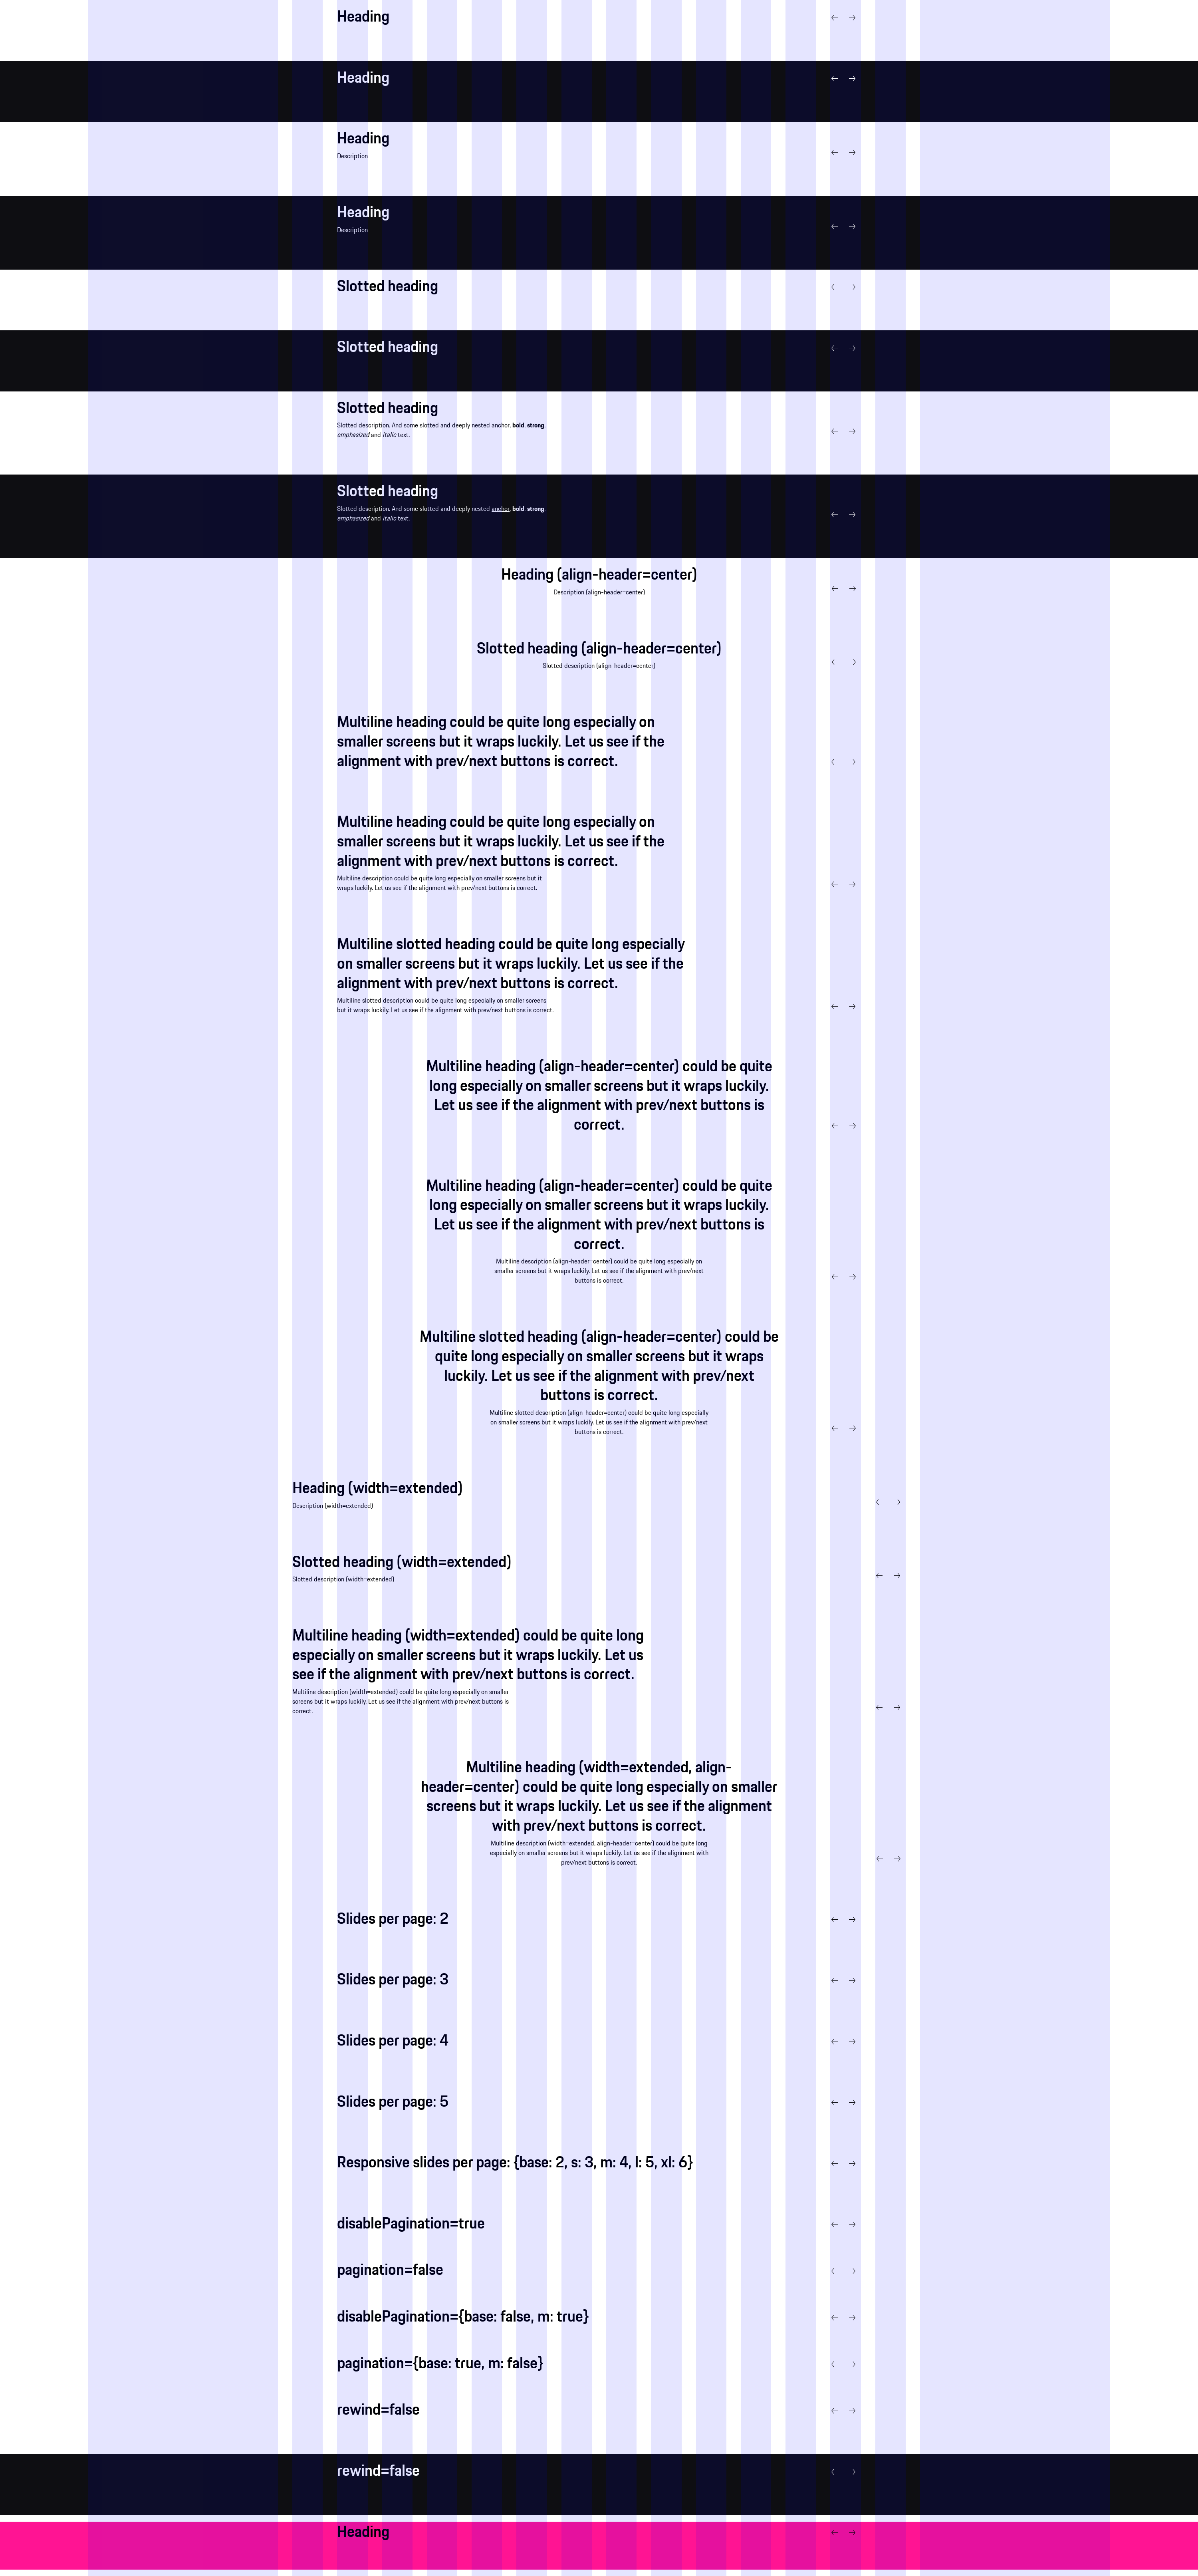 Heading
Heading
Heading
Description
Heading
Description
Slotted heading
Slotted heading
Slotted heading
Slotted description. And some slotted and deeply nested anchor, bold, strong,
emphasized and italic text.
Slotted heading
Slotted description. And some slotted and deeply nested anchor, bold, strong,
emphasized and italic text.
Heading (align-header=center)
Description (align-header=center)
Slotted heading (align-header=center)
Slotted description (align-header=center)
Multiline heading could be quite long especially on
smaller screens but it wraps luckily. Let us see if the
alignment with prev/next buttons is correct.
Multiline heading could be quite long especially on
smaller screens but it wraps luckily. Let us see if the
alignment with prev/next buttons is correct.
Multiline description could be quite long especially on smaller screens but it
wraps luckily. Let us see if the alignment with prev/next buttons is correct.
Multiline slotted heading could be quite long especially
on smaller screens but it wraps luckily. Let us see if the
alignment with prev/next buttons is correct.
Multiline slotted description could be quite long especially on smaller screens
but it wraps luckily. Let us see if the alignment with prev/next buttons is correct.
Multiline heading (align-header=center) could be quite
long especially on smaller screens but it wraps luckily.
Let us see if the alignment with prev/next buttons is
correct.
Multiline heading (align-header=center) could be quite
long especially on smaller screens but it wraps luckily.
Let us see if the alignment with prev/next buttons is
correct.
Multiline description (align-header=center) could be quite long especially on
smaller screens but it wraps luckily. Let us see if the alignment with prev/next
buttons is correct.
Multiline slotted heading (align-header=center) could be
quite long especially on smaller screens but it wraps
luckily. Let us see if the alignment with prev/next
buttons is correct.
Multiline slotted description (align-header=center) could be quite long especially
on smaller screens but it wraps luckily. Let us see if the alignment with prev/next
buttons is correct.
Heading (width=extended)
Description (width=extended)
Slotted heading (width=extended)
Slotted description (width=extended)
Multiline heading (width=extended) could be quite long
especially on smaller screens but it wraps luckily. Let us
see if the alignment with prev/next buttons is correct.
Multiline description (width=extended) could be quite long especially on smaller
screens but it wraps luckily. Let us see if the alignment with prev/next buttons is
correct.
Multiline heading (width=extended, align-
header=center) could be quite long especially on smaller
screens but it wraps luckily. Let us see if the alignment
with prev/next buttons is correct.
Multiline description (width=extended, align-header=center) could be quite long
especially on smaller screens but it wraps luckily. Let us see if the alignment with
prev/next buttons is correct.
Slides per page: 2
Slides per page: 3
Slides per page: 4
Slides per page: 5
Responsive slides per page: {base: 2, s: 3, m: 4, l: 5, xl: 6}
disablePagination=true
pagination=false
disablePagination={base: false, m: true}
pagination={base: true, m: false}
rewind=false
rewind=false
Heading